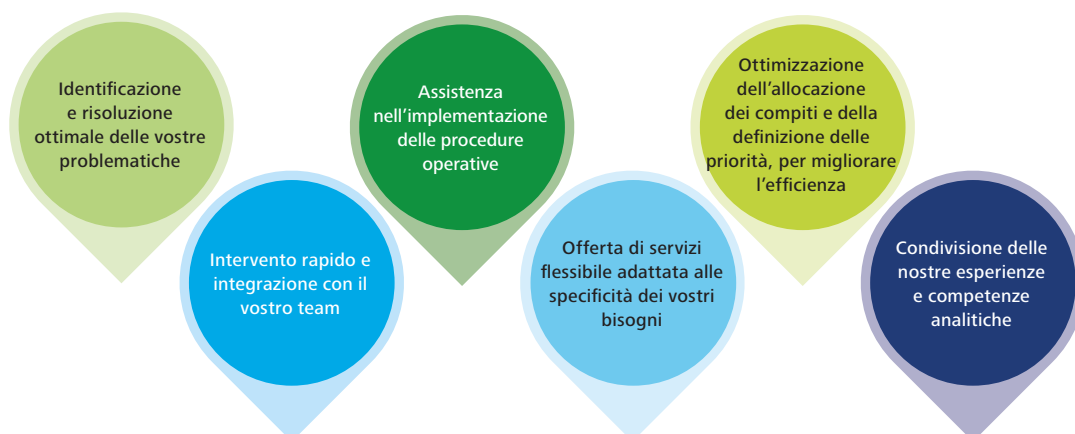 Identificazione
e risoluzione
ottimale delle vostre
problematiche
Intervento rapido e
integrazione con il
vostro team
Assistenza
nell’implementazione
delle procedure
operative
Offerta di servizi
flessibile adattata alle
specificità dei vostri
bisogni
Ottimizzazione
dell’allocazione
dei compiti e della
definizione delle
priorità, per migliorare
l’efficienza
Condivisione delle
nostre esperienze
e competenze
analitiche